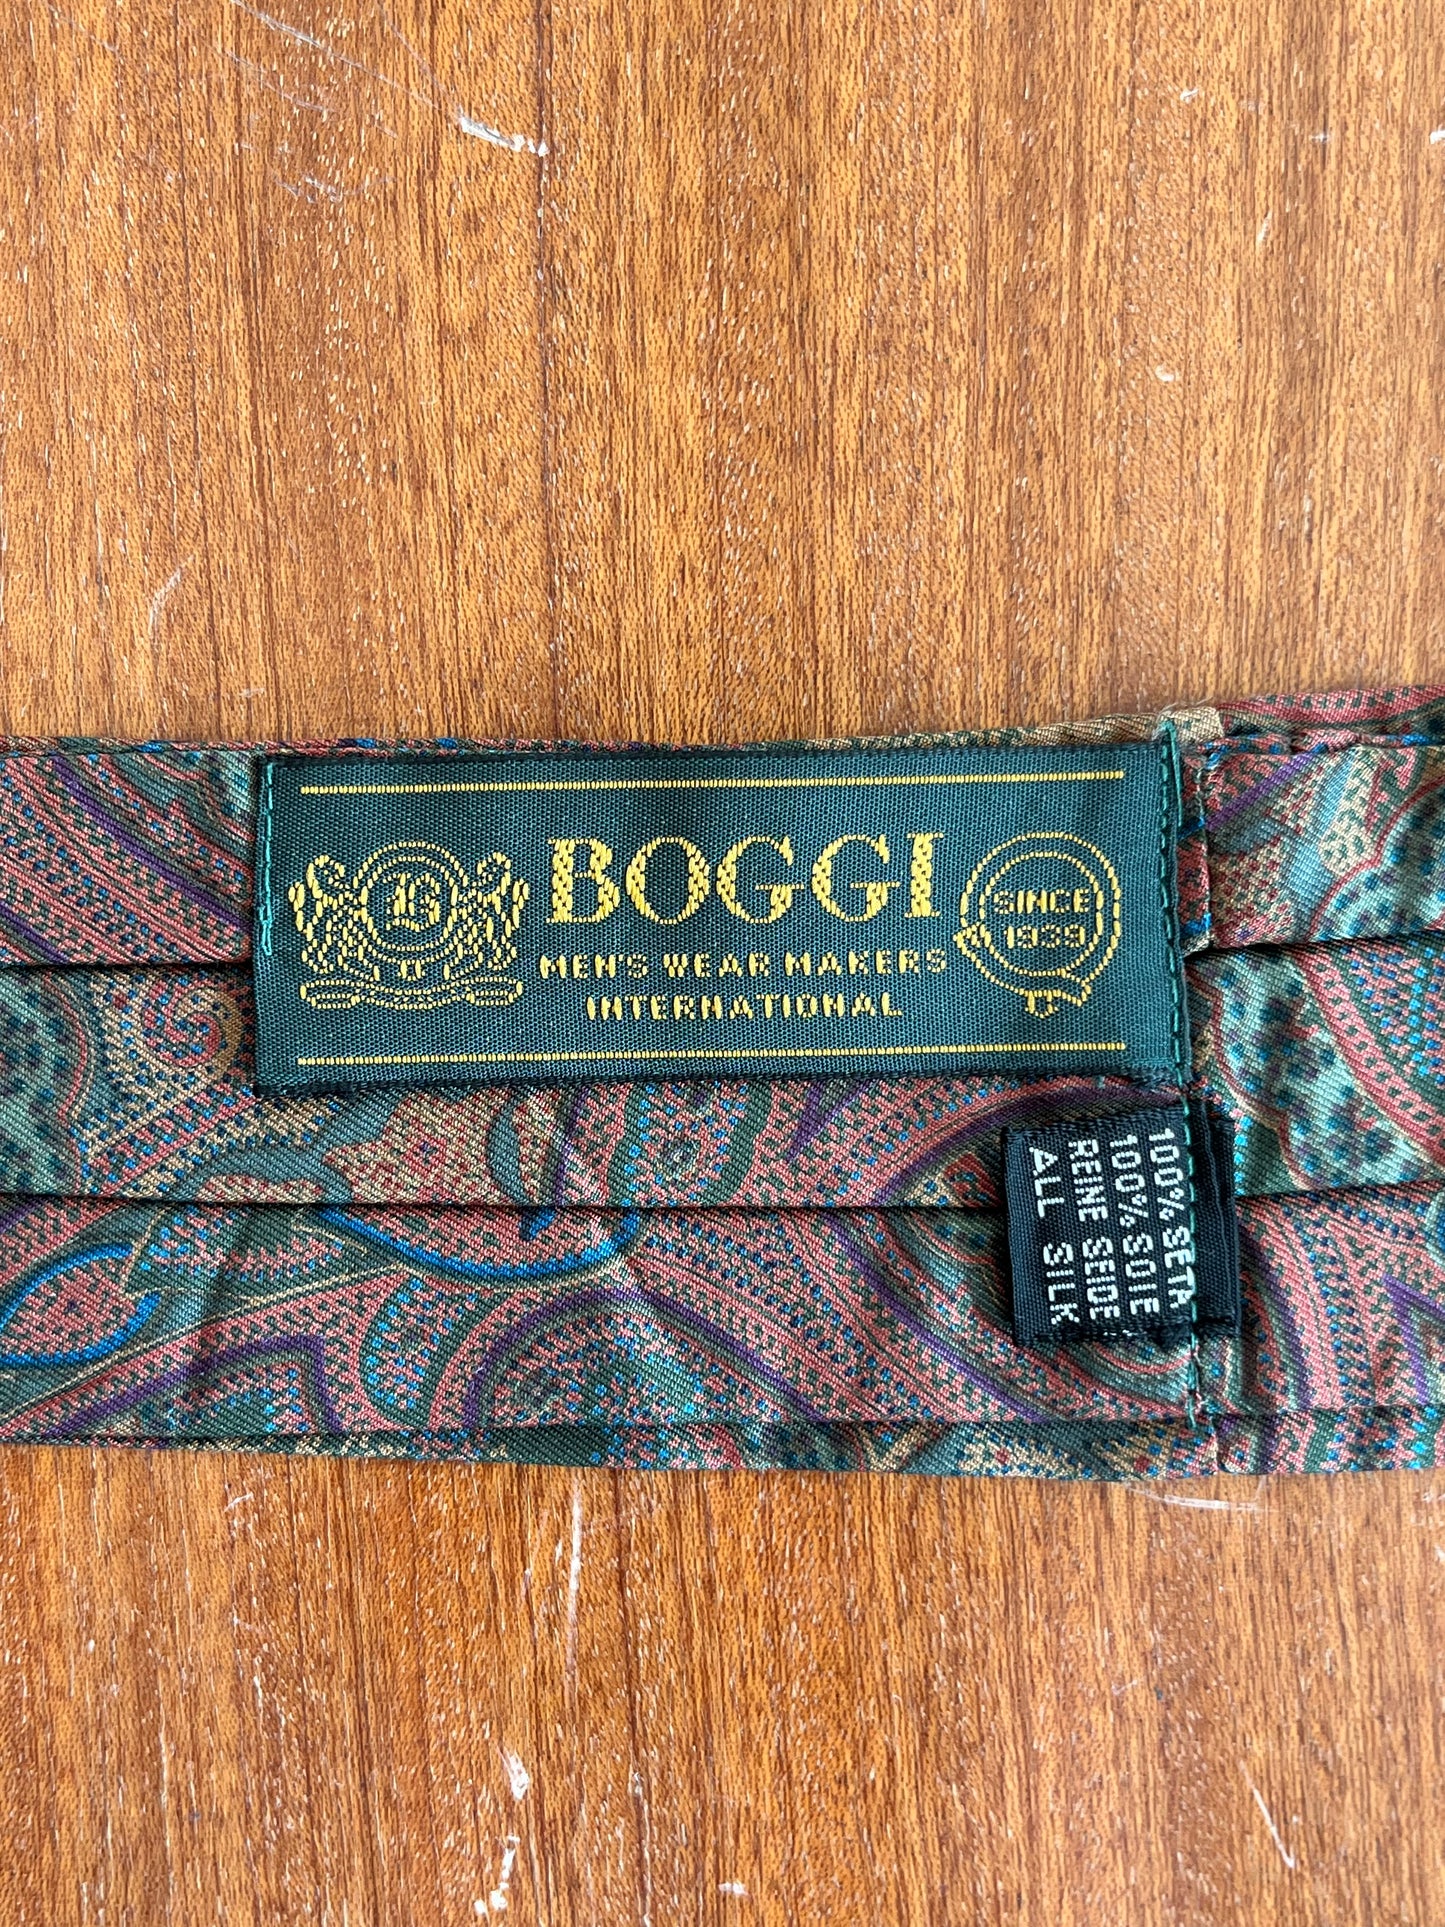 B
BOGGI
MEN'S WEAR MAKERS
INTERNATIONAL
SINCE
1939
100% SETA
100% SOIE
REINE SEIDE
ALL SILK